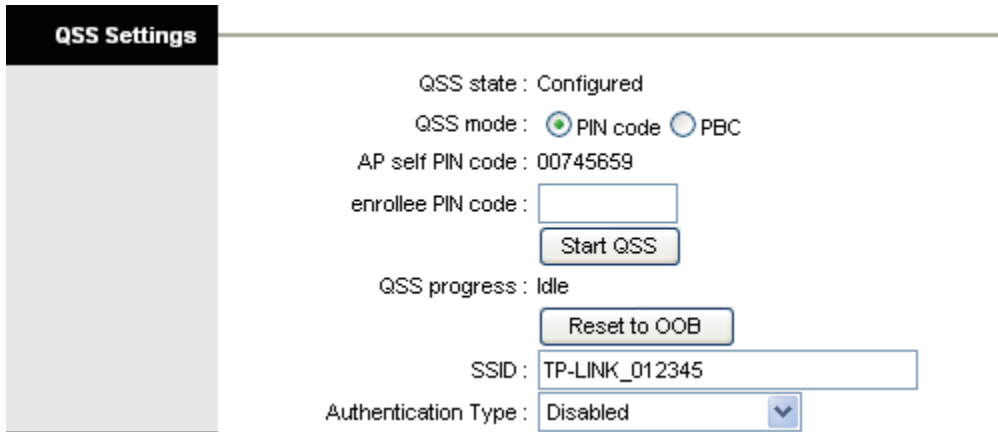 QSS Settings
QSS state : Configured
QSS mode : PIN code PBC
AP self PIN code : 00745659
enrollee PIN code :
Start QSS
QSS progress : Idle
Reset to OOB
SSID : TP-LINK_012345
Authentication Type : Disabled